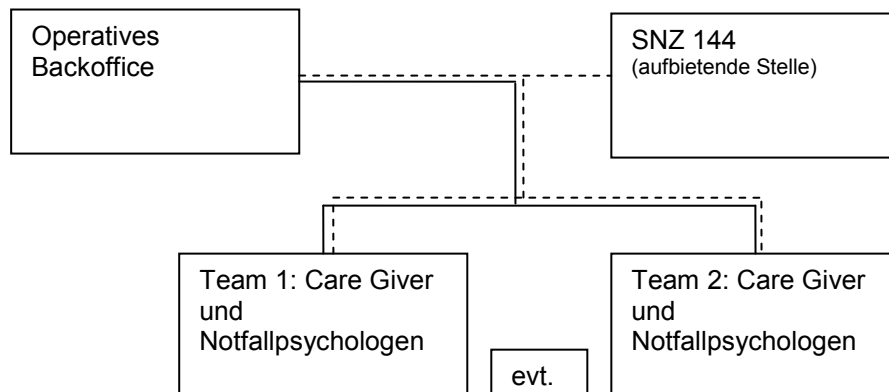 Operatives
Backoffice
SNZ 144
(aufbietende Stelle)
Team 1: Care Giver
und
Notfallpsychologen
evt.
Team 2: Care Giver
und
Notfallpsychologen